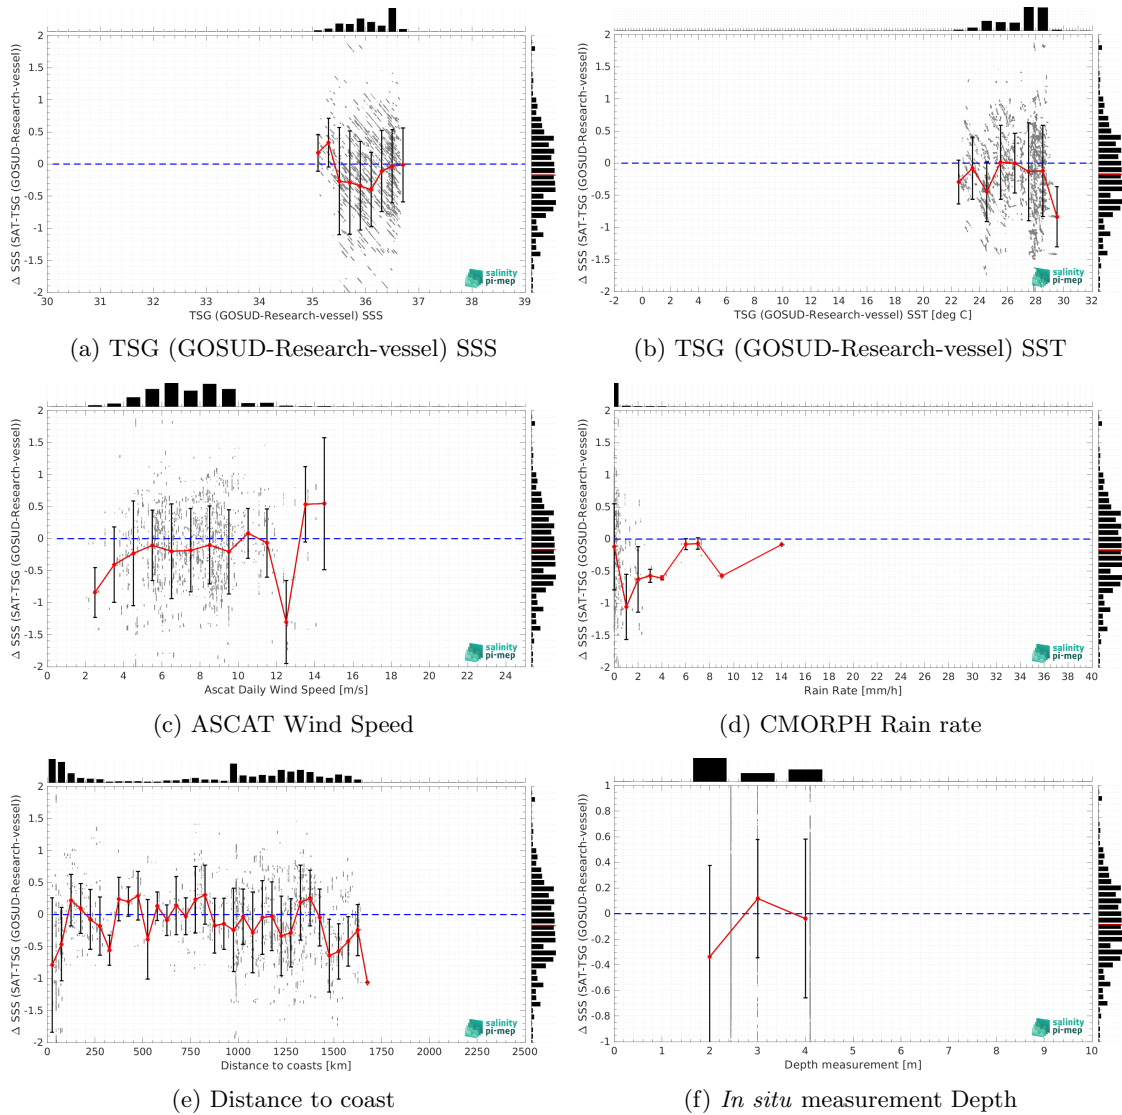 Δ SSS (SAT-TSG (GOSUD-Research-vessel))
2
1.5
1
0.5
0
-0.5
-1
-1.5
-2
30 31 32 33 34 35 36 37 38 39
TSG (GOSUD-Research-vessel) SSS
salinity
pi-mep
(a) TSG (GOSUD-Research-vessel) SSS
Δ SSS (SAT-TSG (GOSUD-Research-vessel))
2
1.5
1
0.5
0
-0.5
-1
-1.5
-2
-2 0 2 4 6 8 10 12 14 16 18 20 22 24 26 28 30 32
TSG (GOSUD-Research-vessel) SST [deg C]
salinity
pi-mep
(b) TSG (GOSUD-Research-vessel) SST
Δ SSS (SAT-TSG (GOSUD-Research-vessel))
2
1.5
1
0.5
0
-0.5
-1
-1.5
-2
0 2 4 6 8 10 12 14 16 18 20 22 24
Ascat Daily Wind Speed [m/s]
salinity
pi-mep
(c) ASCAT Wind Speed
Δ SSS (SAT-TSG (GOSUD-Research-vessel))
2
1.5
1
0.5
0
-0.5
-1
-1.5
-2
0 2 4 6 8 10 12 14 16 18 20 22 24 26 28 30 32 34 36 38 40
Rain Rate [mm/h]
salinity
pi-mep
(d) CMORPH Rain rate
Δ SSS (SAT-TSG (GOSUD-Research-vessel))
2
1.5
1
0.5
0
-0.5
-1
-1.5
-2
0 250 500 750 1000 1250 1500 1750 2000 2250 2500
Distance to coasts [km]
salinity
pi-mep
(e) Distance to coast
Δ SSS (SAT-TSG (GOSUD-Research-vessel))
1
0.8
0.6
0.4
0.2
0
-0.2
-0.4
-0.6
-0.8
-1
0 1 2 3 4 5 6 7 8 9 10
Depth measurement [m]
salinity
pi-mep
(f) In situ measurement Depth